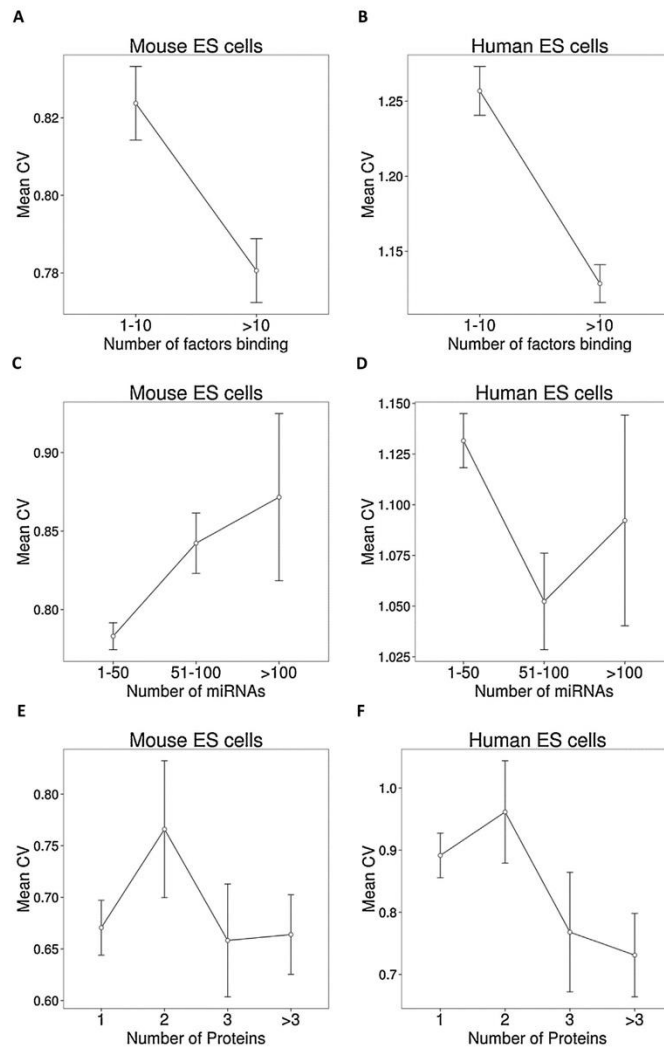 A
Mouse ES cells
0.82
0.80
0.78
Mean CV
1-10 >10
Number of factors binding
B
Human ES cells
1.25
1.20
1.15
Mean CV
1-10 >10
Number of factors binding
C
Mouse ES cells
0.90
0.85
0.80
Mean CV
1-50 51-100 >100
Number of miRNAs
D
Human ES cells
1.150
1.125
1.100
1.075
1.050
1.025
Mean CV
1-50 51-100 >100
Number of miRNAs
E
Mouse ES cells
0.80
0.75
0.70
0.65
0.60
Mean CV
1 2 3 >3
Number of Proteins
F
Human ES cells
1.0
0.9
0.8
0.7
Mean CV
1 2 3 >3
Number of Proteins